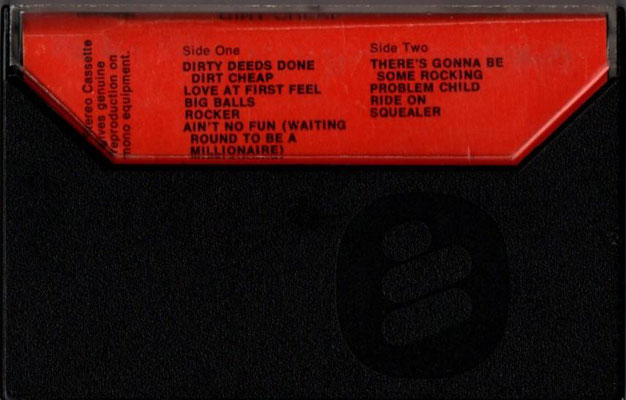 DIRT CHEAP
Stereo Cassette
gives genuine
reproduction on
mono equipment.
Side One
DIRTY DEEDS DONE
DIRT CHEAP
LOVE AT FIRST FEEL
BIG BALLS
ROCKER
AIN'T NO FUN (WAITING
ROUND TO BE A
MILLIONAIRE)
Side Two
THERE'S GONNA BE
SOME ROCKING
PROBLEM CHILD
RIDE ON
SQUEALER